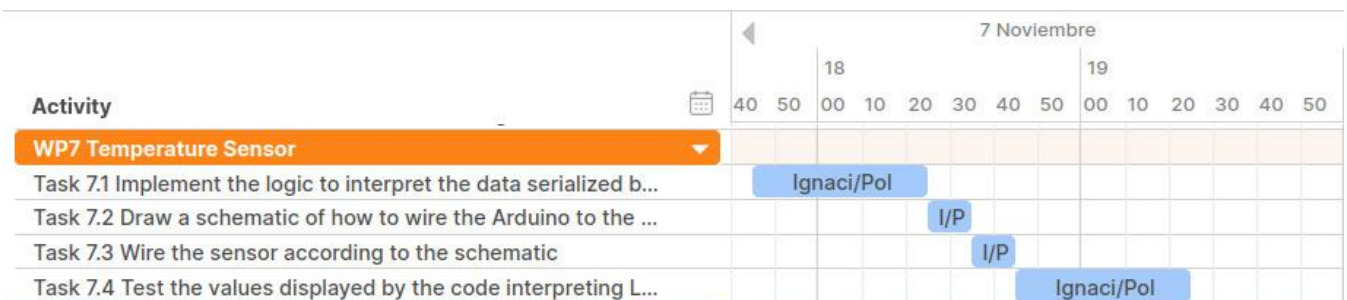 7 Noviembre
18 19
Activity 40 50 00 10 20 30 40 50 00 10 20 30 40 50
WP7 Temperature Sensor
Task 7.1 Implement the logic to interpret the data serialized b... Ignaci/Pol
Task 7.2 Draw a schematic of how to wire the Arduino to the ... I/P
Task 7.3 Wire the sensor according to the schematic I/P
Task 7.4 Test the values displayed by the code interpreting L... Ignaci/Pol